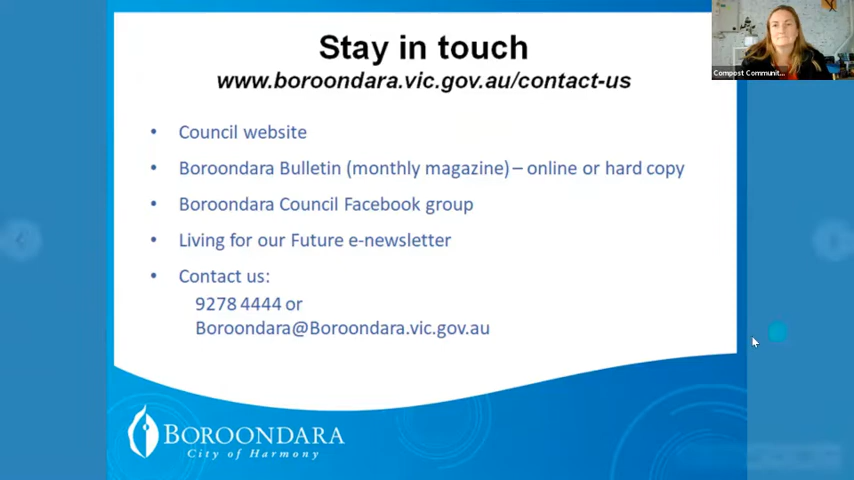 Stay in touch
www.boroondara.vic.gov.au/contact-us
• Council website
• Boroondara Bulletin (monthly magazine) – online or hard copy
• Boroondara Council Facebook group
• Living for our Future e-newsletter
• Contact us:
9278 4444 or
Boroondara@Boroondara.vic.gov.au
BOROONDARA
City of Harmony
Compost Communit...